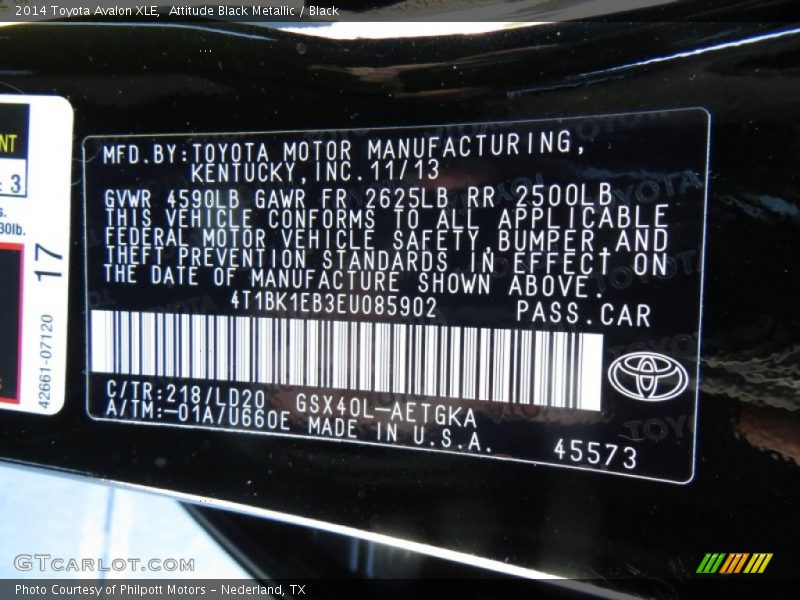 2014 Toyota Avalon XLE,  Attitude Black Metallic / Black
NT
3
s.
30lb.
17
42661-07120
MFD.BY:TOYOTA MOTOR MANUFACTURING,
KENTUCKY,INC.11/13
GVWR 4590LB GAWR FR 2625LB RR 2500LB
THIS VEHICLE CONFORMS TO ALL APPLICABLE
FEDERAL MOTOR VEHICLE SAFETY,BUMPER,AND
THEFT PREVENTION STANDARDS IN EFFECT ON
THE DATE OF MANUFACTURE SHOWN ABOVE.
4T1BK1EB3EU085902 PASS.CAR
C/TR:218/LD20 GSX40L-AETGKA
A/TM:-01A/U660E MADE IN U.S.A.
45573
GTCARLOT.COM
Photo Courtesy of Philpott Motors - Nederland, TX